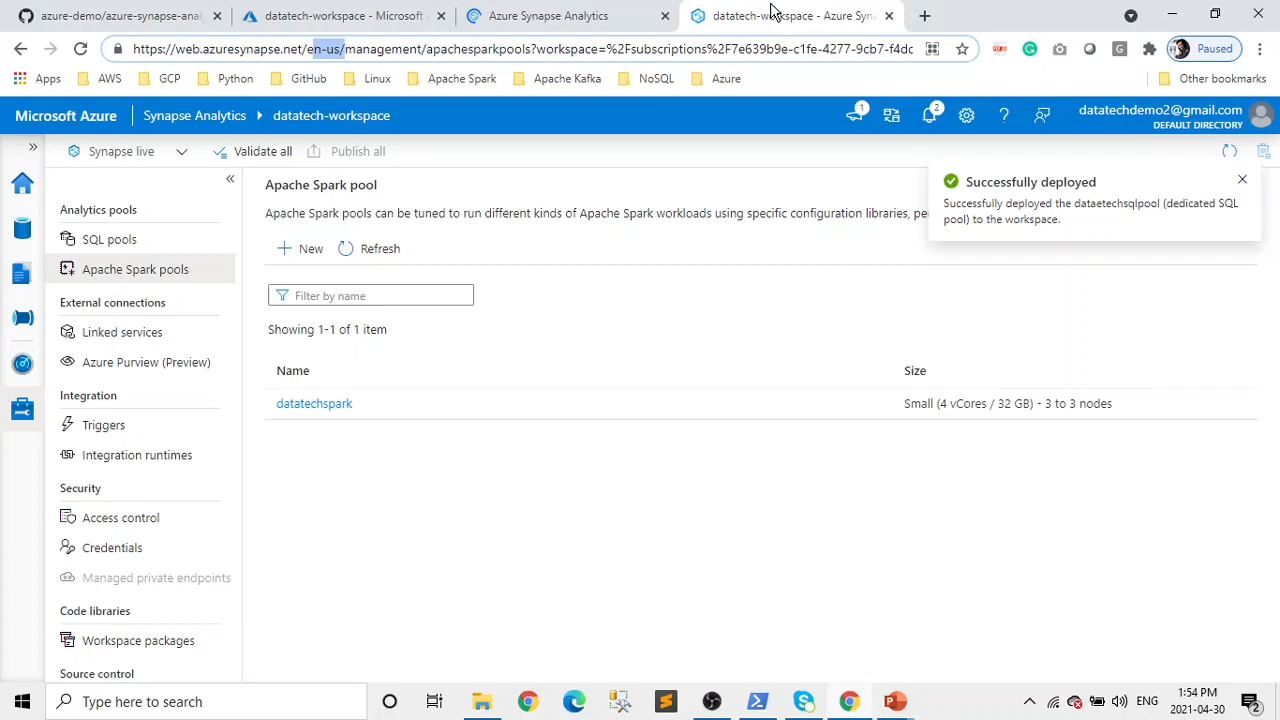 azure-demo/azure-synapse-analy
datatech-workspace - Microsoft
Azure Synapse Analytics
datatech-workspace - Azure Syna
https://web.azuresynapse.net/en-us/management/apachesparkpools?workspace=%2Fsubscriptions%2F7e639b9e-c1fe-4277-9cb7-f4dc
Paused
Apps
AWS
GCP
Python
GitHub
Linux
Apache Spark
Apache Kafka
NoSQL
Azure
Other bookmarks
Microsoft Azure
Synapse Analytics
datatech-workspace
1
2
datatechdemo2@gmail.com
DEFAULT DIRECTORY
Synapse live
Validate all
Publish all
Analytics pools
SQL pools
Apache Spark pools
External connections
Linked services
Azure Purview (Preview)
Integration
Triggers
Integration runtimes
Security
Access control
Credentials
Managed private endpoints
Code libraries
Workspace packages
Source control
Apache Spark pool
Apache Spark pools can be tuned to run different kinds of Apache Spark workloads using specific configuration libraries, pe
New
Refresh
Filter by name
Showing 1-1 of 1 item
Name
Size
datatechspark
Small (4 vCores / 32 GB) - 3 to 3 nodes
Successfully deployed
Successfully deployed the dataetechsqlpool (dedicated SQL
pool) to the workspace.
Type here to search
ENG
1:54 PM
2021-04-30
2